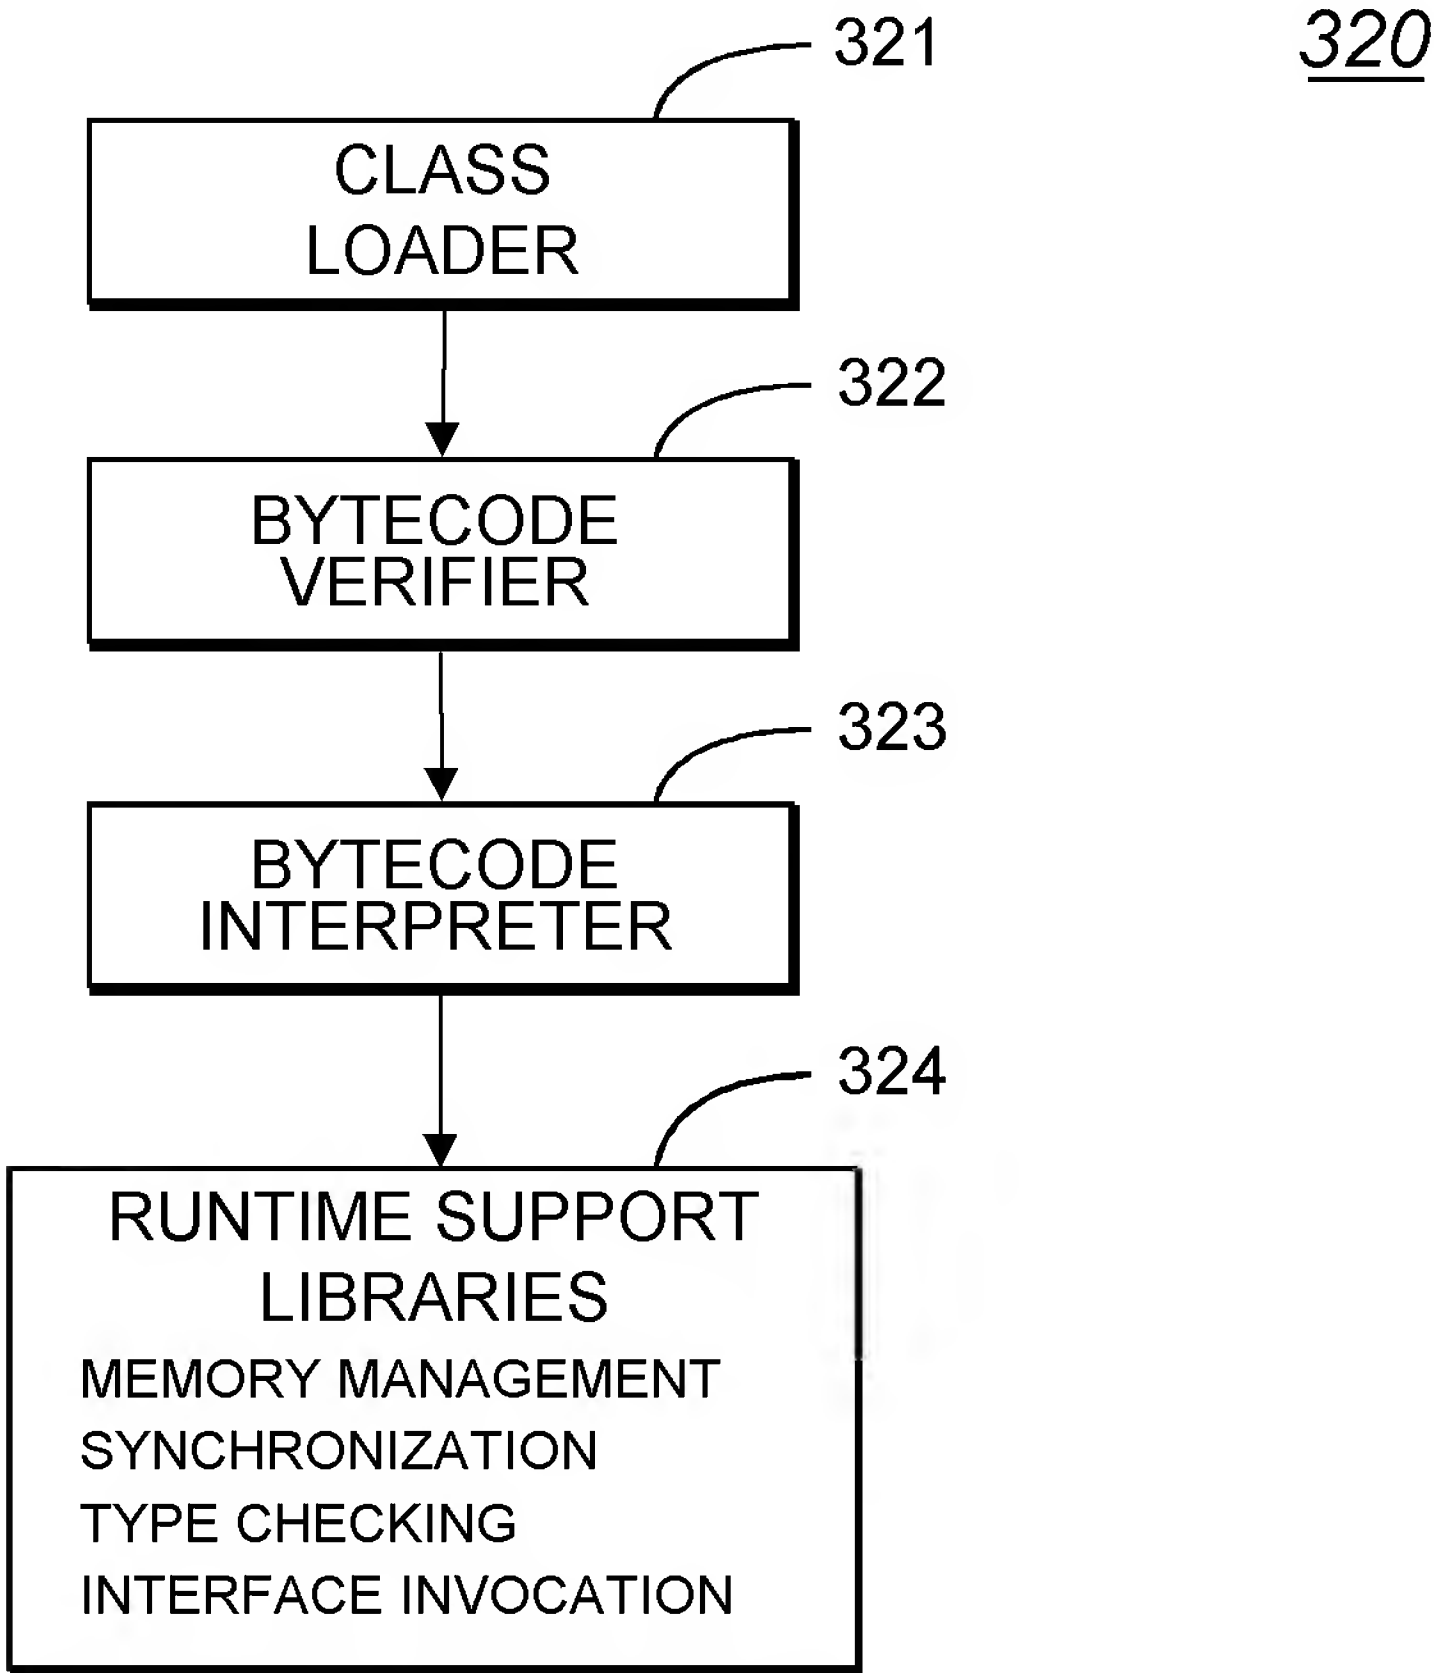 320
321
CLASS
LOADER
322
BYTECODE
VERIFIER
323
BYTECODE
INTERPRETER
324
RUNTIME SUPPORT
LIBRARIES
MEMORY MANAGEMENT
SYNCHRONIZATION
TYPE CHECKING
INTERFACE INVOCATION